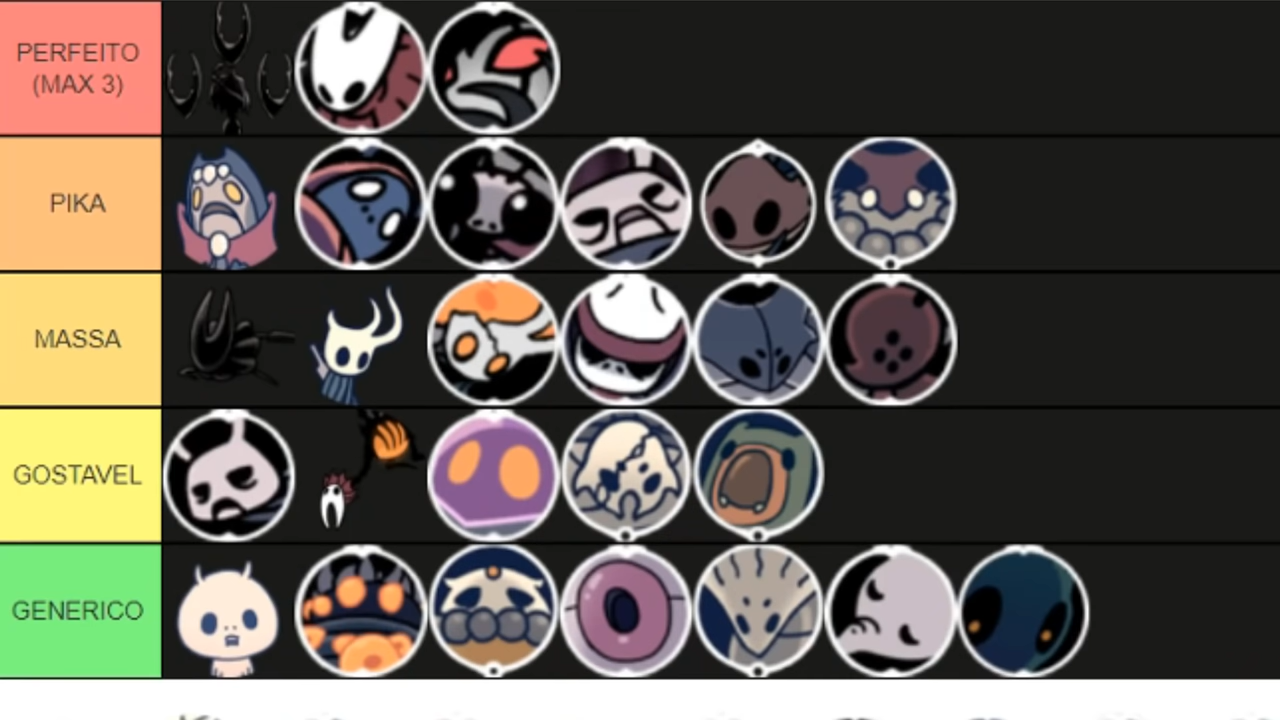 PERFEITO
(MAX 3)
PIKA
MASSA
GOSTAVEL
GENERICO